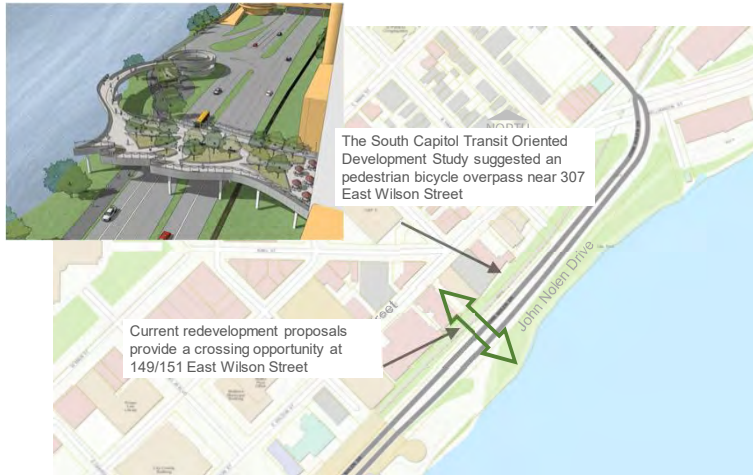 The South Capitol Transit Oriented
Development Study suggested an
pedestrian bicycle overpass near 307
East Wilson Street
John Nolen Drive
Current redevelopment proposals
provide a crossing opportunity at
149/151 East Wilson Street